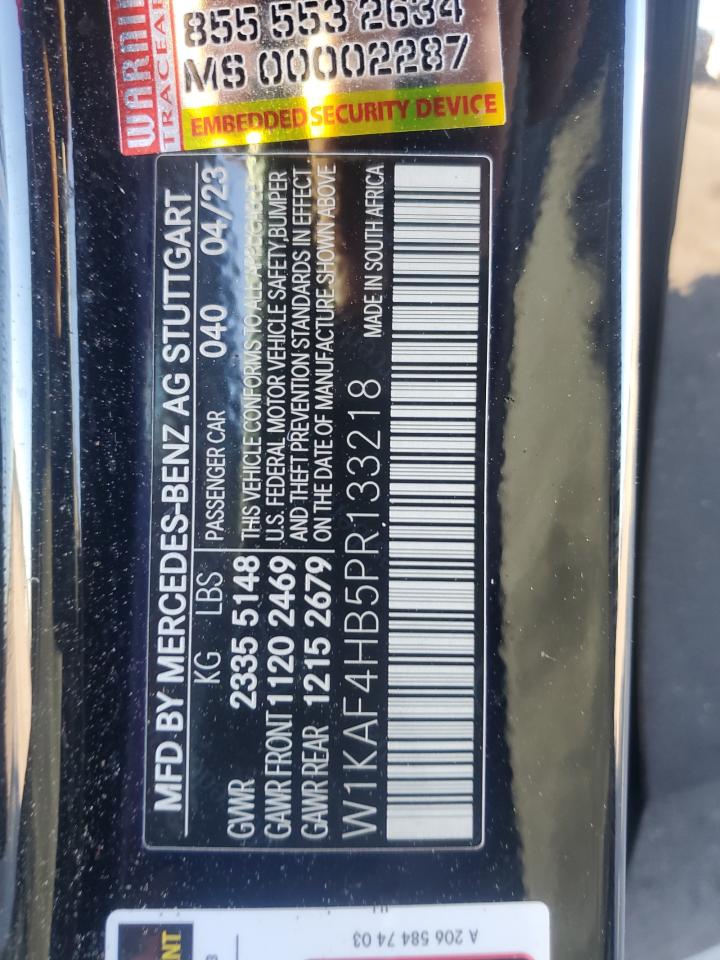 WARNIN
TRACEAB
855 553 2634
MS 00002287
EMBEDDED SECURITY DEVICE
MFD BY MERCEDES-BENZ AG STUTTGART
KG LBS
GVWR 2335 5148
GAWR FRONT 1120 2469
GAWR REAR 1215 2679
PASSENGER CAR 040 04/23
THIS VEHICLE CONFORMS TO ALL APPLICABLE
U.S. FEDERAL MOTOR VEHICLE SAFETY, BUMPER
AND THEFT PREVENTION STANDARDS IN EFFECT
ON THE DATE OF MANUFACTURE SHOWN ABOVE
W1KAF4HB5PR133218
MADE IN SOUTH AFRICA
A 206 584 74 03